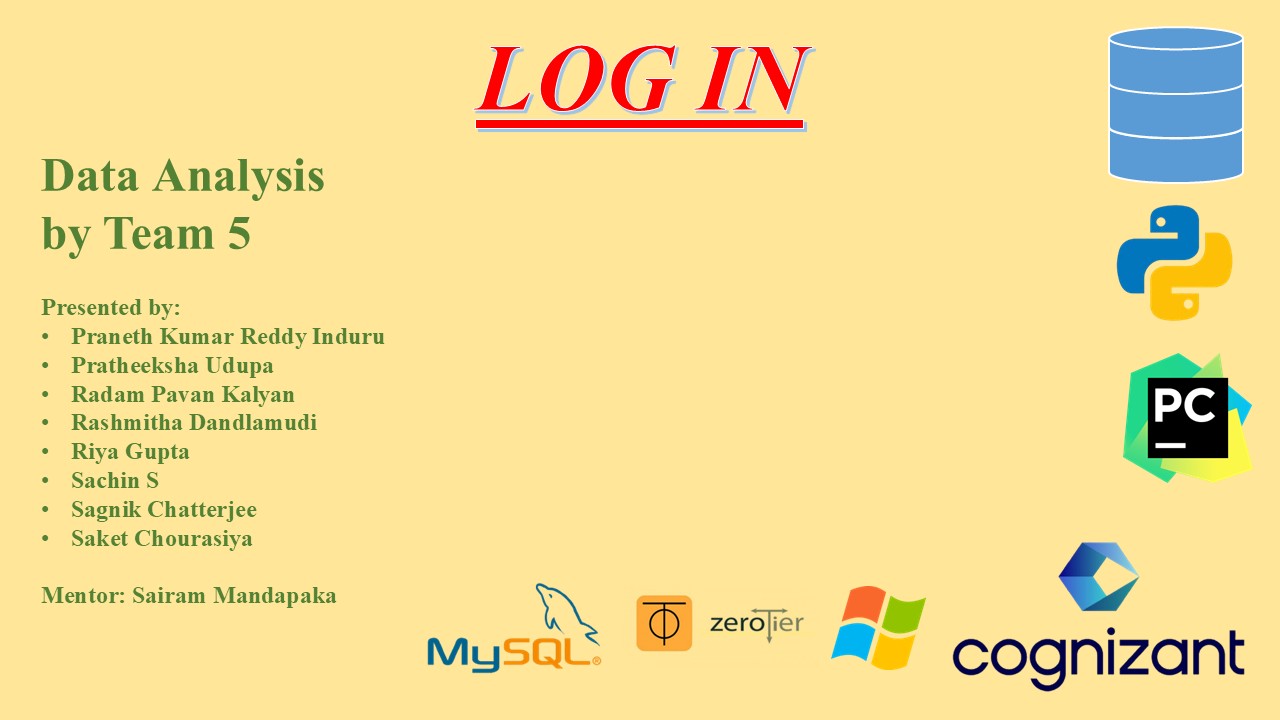 LOG IN
Data Analysis
by Team 5
Presented by:
• Praneth Kumar Reddy Induru
• Pratheeksha Udupa
• Radam Pavan Kalyan
• Rashmitha Dandlamudi
• Riya Gupta
• Sachin S
• Sagnik Chatterjee
• Saket Chourasiya
Mentor: Sairam Mandapaka
PC
MySQL®
zeroTier
cognizant